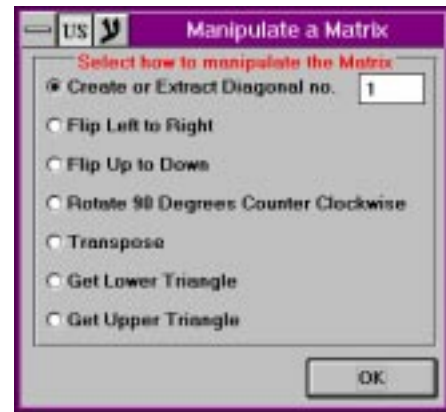 US ע Manipulate a Matrix
Select how to manipulate the Matrix
Create or Extract Diagonal no. 1
Flip Left to Right
Flip Up to Down
Rotate 90 Degrees Counter Clockwise
Transpose
Get Lower Triangle
Get Upper Triangle
OK